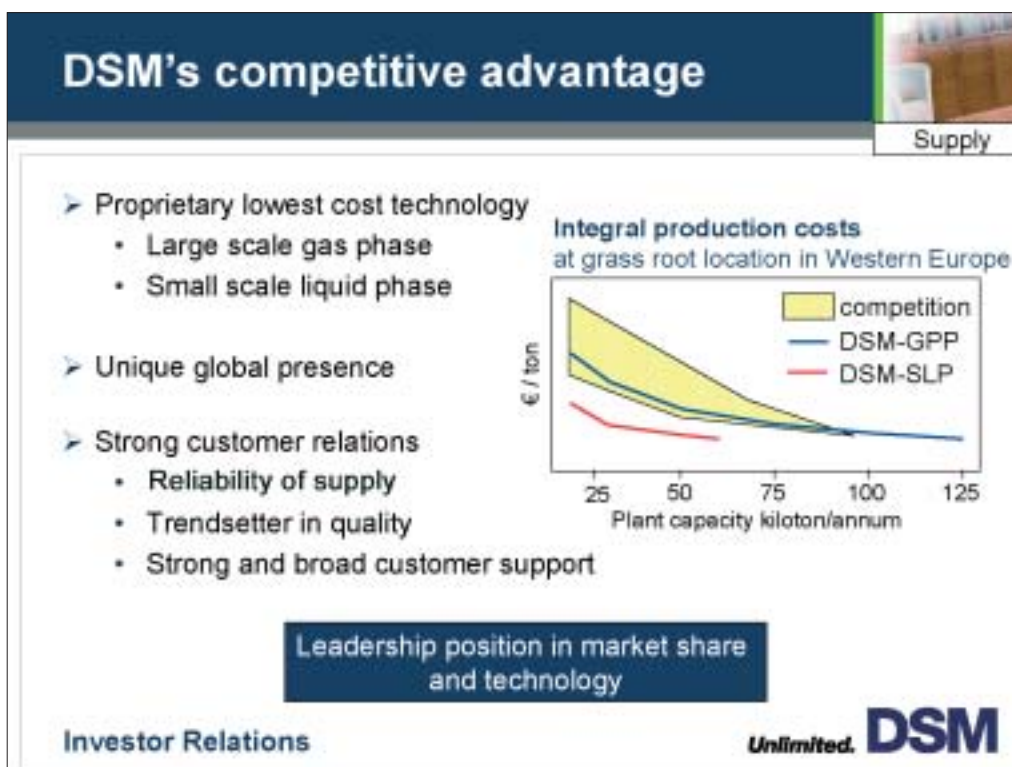 DSM's competitive advantage
Supply
➢ Proprietary lowest cost technology
• Large scale gas phase
• Small scale liquid phase
➢ Unique global presence
➢ Strong customer relations
• Reliability of supply
• Trendsetter in quality
• Strong and broad customer support
Integral production costs
at grass root location in Western Europe
competition
DSM-GPP
DSM-SLP
€ / ton
25 50 75 100 125
Plant capacity kiloton/annum
Leadership position in market share
and technology
Investor Relations
Unlimited. DSM